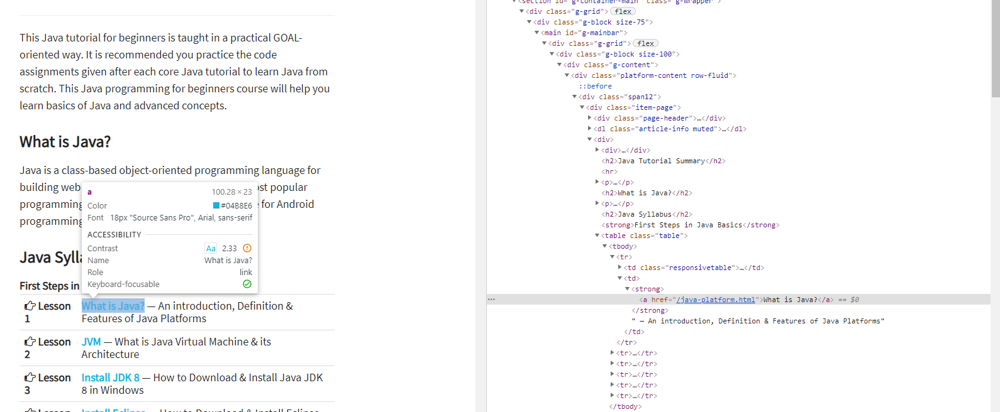 This Java tutorial for beginners is taught in a practical GOAL-
oriented way. It is recommended you practice the code
assignments given after each core Java tutorial to learn Java from
scratch. This Java programming for beginners course will help you
learn basics of Java and advanced concepts.
What is Java?
Java is a class-based object-oriented programming language for
building web
ost popular
programming
for Android
programming
a 100.28 × 23
Color #04B8E6
Font 18px "Source Sans Pro", Arial, sans-serif
ACCESSIBILITY
Contrast Aa 2.33
Name What is Java?
Role link
Keyboard-focusable
Java Sylla
First Steps in
Lesson 1 What is Java? — An introduction, Definition &
Features of Java Platforms
Lesson 2 JVM — What is Java Virtual Machine & its
Architecture
Lesson 3 Install JDK 8 — How to Download & Install Java JDK
8 in Windows
Lesson Install Eclipse — How to Download & Install Eclipse
<section id="g-container-main" class="g-wrapper">
<div class="g-grid"> flex
<div class="g-block size-75">
<main id="g-mainbar">
<div class="g-grid"> flex
<div class="g-block size-100">
<div class="g-content">
<div class="platform-content row-fluid">
::before
<div class="span12">
<div class="item-page">
<div class="page-header">…</div>
<dl class="article-info muted">…</dl>
<div>
<div>…</div>
<h2>Java Tutorial Summary</h2>
<hr>
<p>…</p>
<h2>What is Java?</h2>
<p>…</p>
<h2>Java Syllabus</h2>
<strong>First Steps in Java Basics</strong>
<table class="table">
<tbody>
<tr>
<td class="responsivetable">…</td>
<td>
<strong>
… <a href="/java-platform.html">What is Java?</a> == $0
</strong>
" — An introduction, Definition & Features of Java Platforms"
</td>
</tr>
<tr>…</tr>
<tr>…</tr>
<tr>…</tr>
<tr>…</tr>
<tr>…</tr>
</tbody>